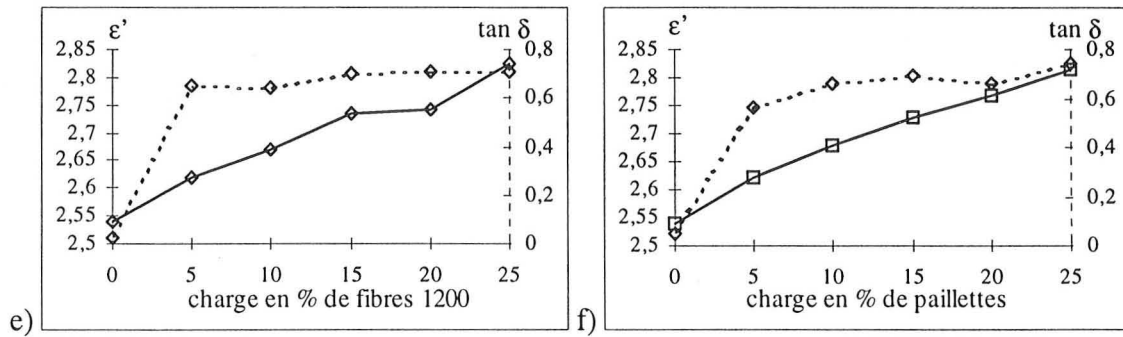 ε’ tan δ
2,85 0,8
2,8
2,75 0,6
2,7
0,4
2,65
2,6 0,2
2,55
2,5 0
0 5 10 15 20 25
charge en % de fibres 1200
e)
ε’ tan δ
2,85 0,8
2,8
2,75 0,6
2,7
0,4
2,65
2,6 0,2
2,55
2,5 0
0 5 10 15 20 25
charge en % de paillettes
f)